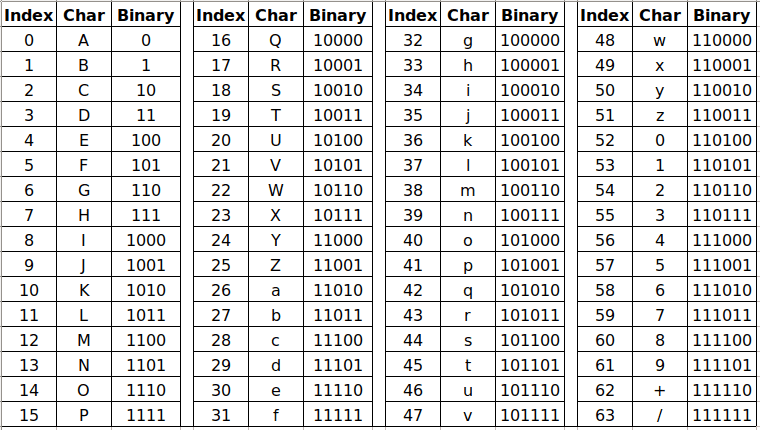 Index Char Binary Index Char Binary Index Char Binary Index Char Binary
0 A 0 16 Q 10000 32 g 100000 48 w 110000
1 B 1 17 R 10001 33 h 100001 49 x 110001
2 C 10 18 S 10010 34 i 100010 50 y 110010
3 D 11 19 T 10011 35 j 100011 51 z 110011
4 E 100 20 U 10100 36 k 100100 52 0 110100
5 F 101 21 V 10101 37 l 100101 53 1 110101
6 G 110 22 W 10110 38 m 100110 54 2 110110
7 H 111 23 X 10111 39 n 100111 55 3 110111
8 I 1000 24 Y 11000 40 o 101000 56 4 111000
9 J 1001 25 Z 11001 41 p 101001 57 5 111001
10 K 1010 26 a 11010 42 q 101010 58 6 111010
11 L 1011 27 b 11011 43 r 101011 59 7 111011
12 M 1100 28 c 11100 44 s 101100 60 8 111100
13 N 1101 29 d 11101 45 t 101101 61 9 111101
14 O 1110 30 e 11110 46 u 101110 62 + 111110
15 P 1111 31 f 11111 47 v 101111 63 / 111111